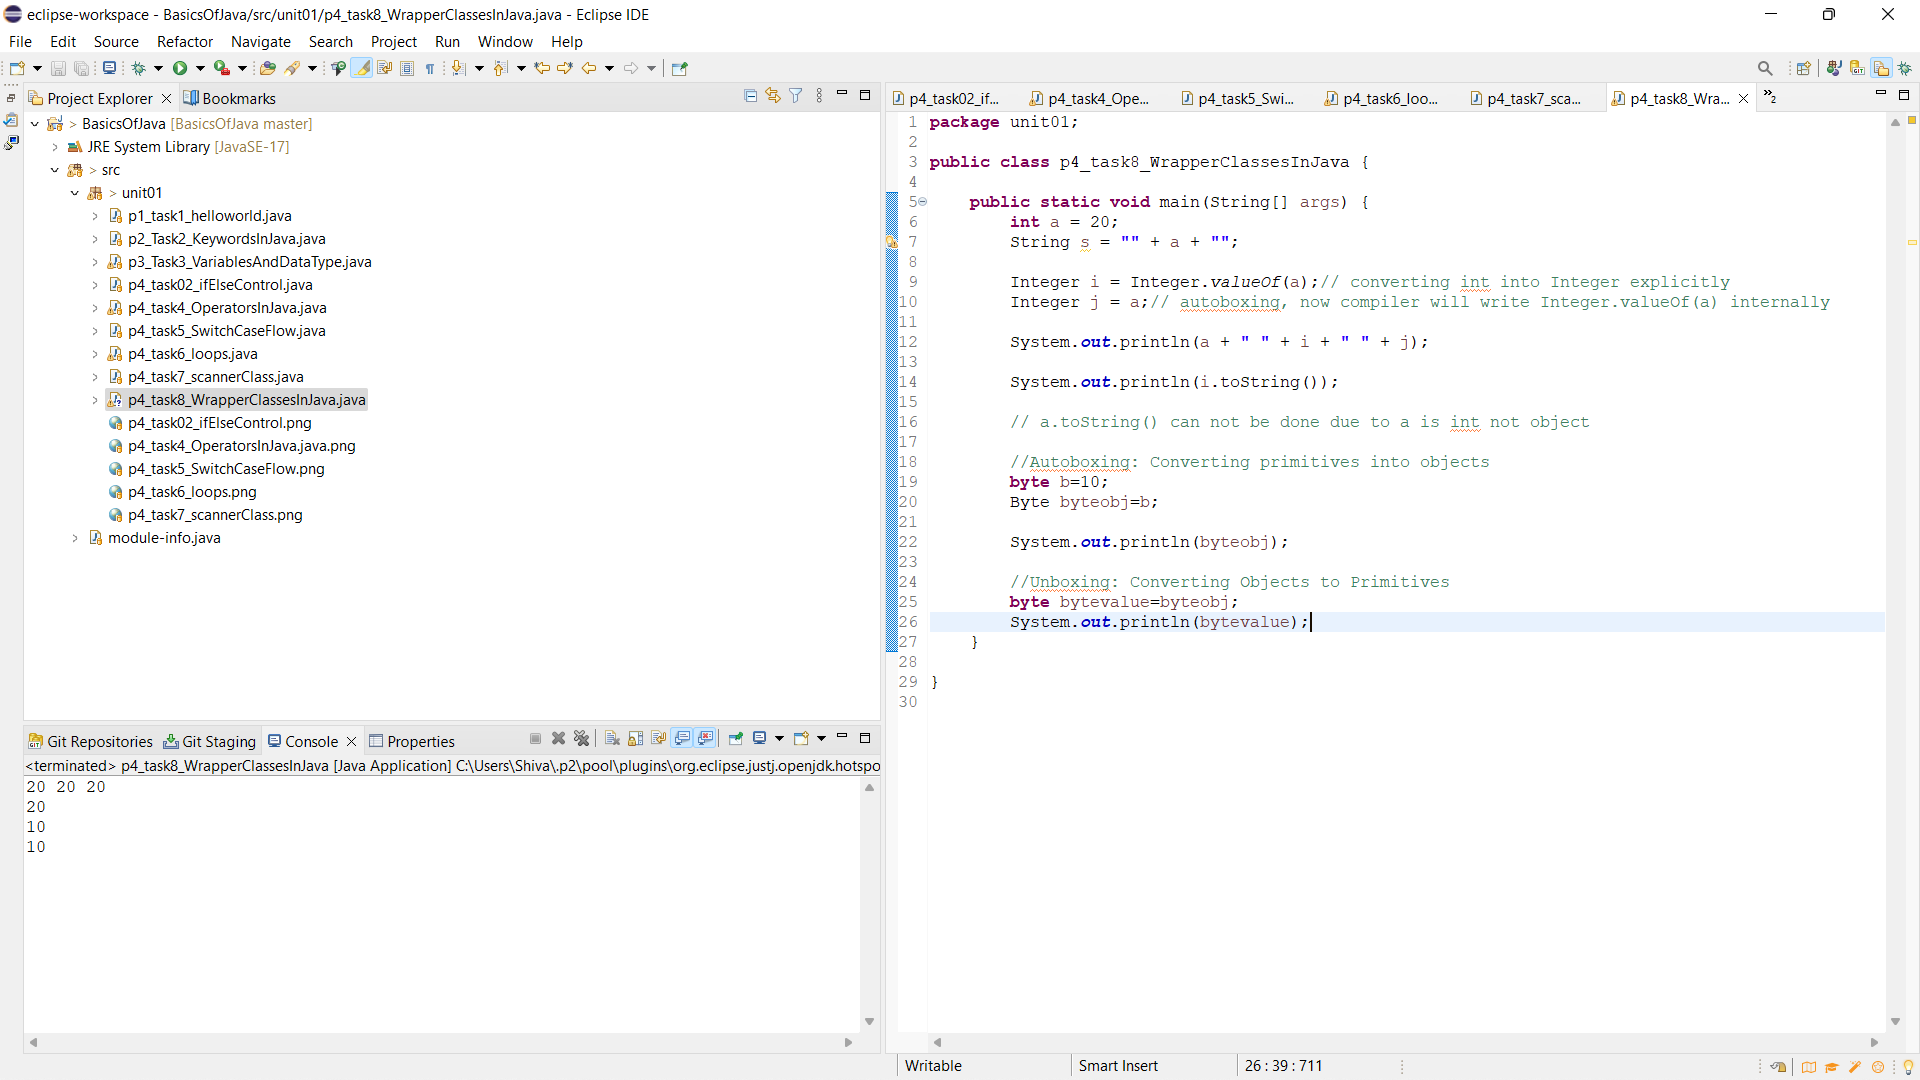 eclipse-workspace - BasicsOfJava/src/unit01/p4_task8_WrapperClassesInJava.java - Eclipse IDE
File Edit Source Refactor Navigate Search Project Run Window Help
Project Explorer
Bookmarks
> BasicsOfJava [BasicsOfJava master]
JRE System Library [JavaSE-17]
> src
> unit01
p1_task1_helloworld.java
p2_Task2_KeywordsInJava.java
p3_Task3_VariablesAndDataType.java
p4_task02_ifElseControl.java
p4_task4_OperatorsInJava.java
p4_task5_SwitchCaseFlow.java
p4_task6_loops.java
p4_task7_scannerClass.java
p4_task8_WrapperClassesInJava.java
p4_task02_ifElseControl.png
p4_task4_OperatorsInJava.java.png
p4_task5_SwitchCaseFlow.png
p4_task6_loops.png
p4_task7_scannerClass.png
module-info.java
Git Repositories Git Staging Console Properties
<terminated> p4_task8_WrapperClassesInJava [Java Application] C:\Users\Shiva\.p2\pool\plugins\org.eclipse.justj.openjdk.hotspo
20 20 20
20
10
10
p4_task02_if... p4_task4_Ope... p4_task5_Swi... p4_task6_loo... p4_task7_sca... p4_task8_Wra... »2
1 package unit01;
2
3 public class p4_task8_WrapperClassesInJava {
4
5 public static void main(String[] args) {
6 int a = 20;
7 String s = "" + a + "";
8
9 Integer i = Integer.valueOf(a);// converting int into Integer explicitly
10 Integer j = a;// autoboxing, now compiler will write Integer.valueOf(a) internally
11
12 System.out.println(a + " " + i + " " + j);
13
14 System.out.println(i.toString());
15
16 // a.toString() can not be done due to a is int not object
17
18 //Autoboxing: Converting primitives into objects
19 byte b=10;
20 Byte byteobj=b;
21
22 System.out.println(byteobj);
23
24 //Unboxing: Converting Objects to Primitives
25 byte bytevalue=byteobj;
26 System.out.println(bytevalue);
27 }
28
29 }
30
Writable Smart Insert 26 : 39 : 711